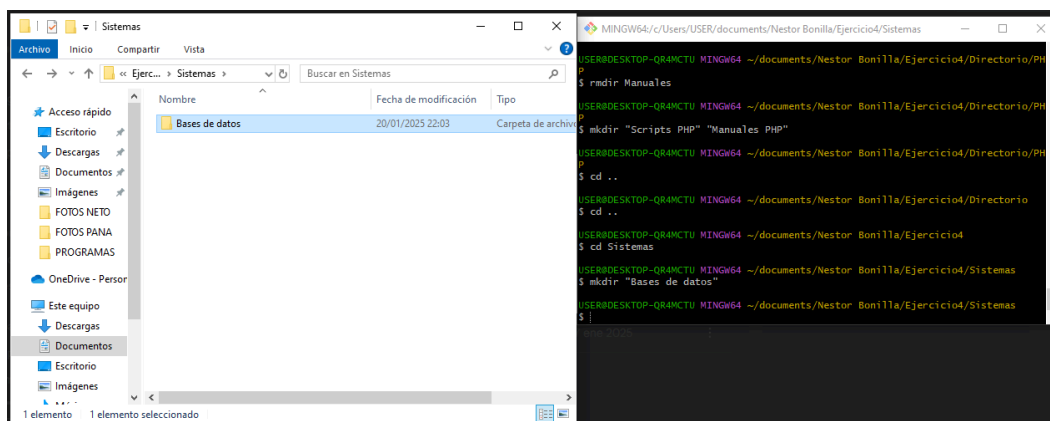 Sistemas
Archivo Inicio Compartir Vista
« Ejerc... › Sistemas ›
Buscar en Sistemas
Acceso rápido
Escritorio
Descargas
Documentos
Imágenes
FOTOS NETO
FOTOS PANA
PROGRAMAS
OneDrive - Person
Este equipo
Descargas
Documentos
Escritorio
Imágenes
Nombre Fecha de modificación Tipo
Bases de datos 20/01/2025 22:03 Carpeta de archivo
1 elemento 1 elemento seleccionado
MINGW64:/c/Users/USER/documents/Nestor Bonilla/Ejercicio4/Sistemas
USER@DESKTOP-QR4MCTU MINGW64 ~/documents/Nestor Bonilla/Ejercicio4/Directorio/PH
P
$ rmdir Manuales
USER@DESKTOP-QR4MCTU MINGW64 ~/documents/Nestor Bonilla/Ejercicio4/Directorio/PH
P
$ mkdir "Scripts PHP" "Manuales PHP"
USER@DESKTOP-QR4MCTU MINGW64 ~/documents/Nestor Bonilla/Ejercicio4/Directorio/PH
P
$ cd ..
USER@DESKTOP-QR4MCTU MINGW64 ~/documents/Nestor Bonilla/Ejercicio4/Directorio
$ cd ..
USER@DESKTOP-QR4MCTU MINGW64 ~/documents/Nestor Bonilla/Ejercicio4
$ cd Sistemas
USER@DESKTOP-QR4MCTU MINGW64 ~/documents/Nestor Bonilla/Ejercicio4/Sistemas
$ mkdir "Bases de datos"
USER@DESKTOP-QR4MCTU MINGW64 ~/documents/Nestor Bonilla/Ejercicio4/Sistemas
$
ene 2025